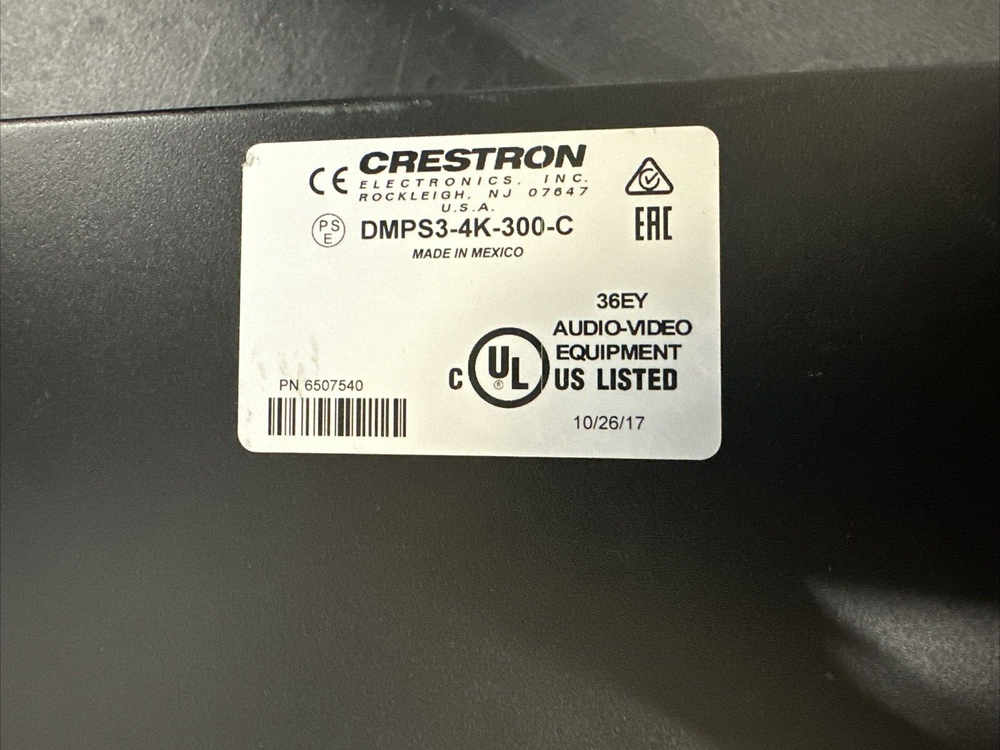 CE CRESTRON
ELECTRONICS, INC.
ROCKLEIGH, NJ 07647
U.S.A.
PSE DMPS3-4K-300-C
EAC
MADE IN MEXICO
36EY
AUDIO-VIDEO
EQUIPMENT
C UL ® US LISTED
PN 6507540
10/26/17